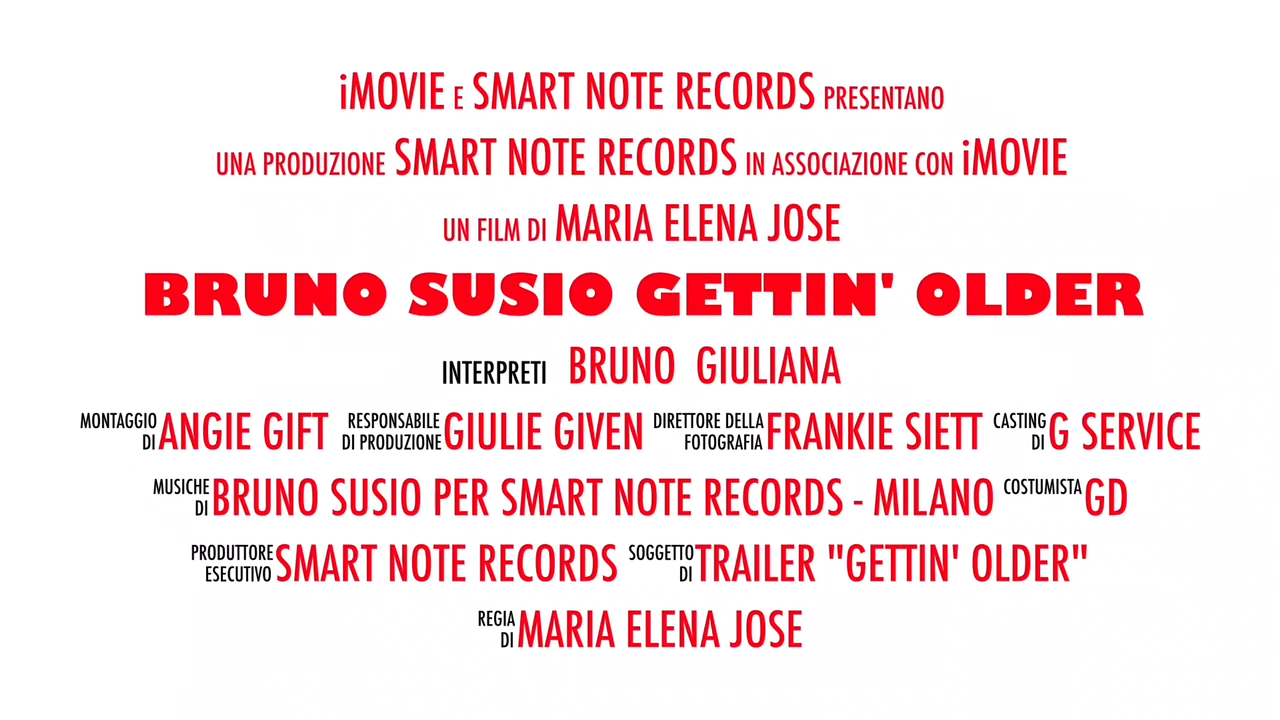 iMOVIE E SMART NOTE RECORDS PRESENTANO
UNA PRODUZIONE SMART NOTE RECORDS IN ASSOCIAZIONE CON iMOVIE
UN FILM DI MARIA ELENA JOSE
BRUNO SUSIO GETTIN' OLDER
INTERPRETI BRUNO GIULIANA
MONTAGGIO DI ANGIE GIFT RESPONSABILE DI PRODUZIONE GIULIE GIVEN DIRETTORE DELLA FOTOGRAFIA FRANKIE SIETT CASTING DI G SERVICE
MUSICHE DI BRUNO SUSIO PER SMART NOTE RECORDS - MILANO COSTUMISTA GD
PRODUTTORE ESECUTIVO SMART NOTE RECORDS SOGGETTO DI TRAILER "GETTIN' OLDER"
REGIA DI MARIA ELENA JOSE